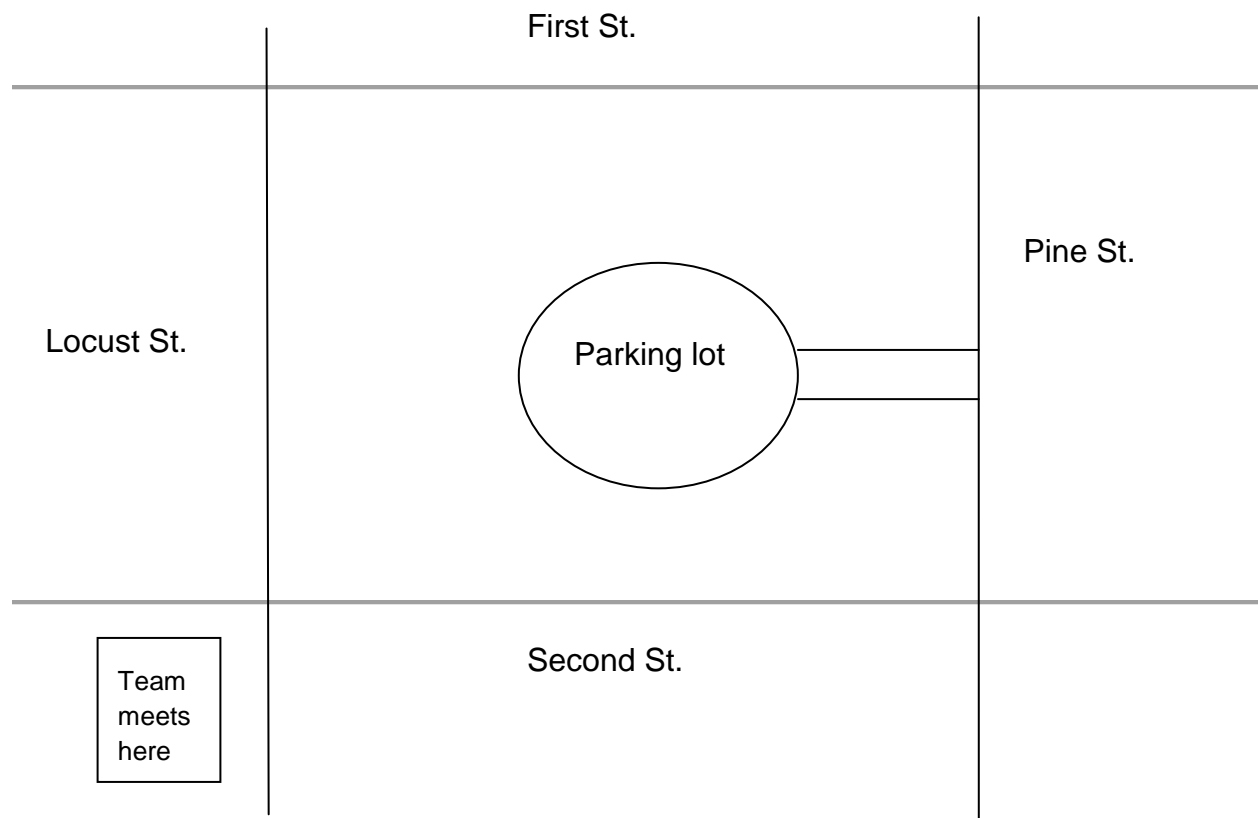 First St.
Pine St.
Locust St.
Parking lot
Second St.
Team
meets
here